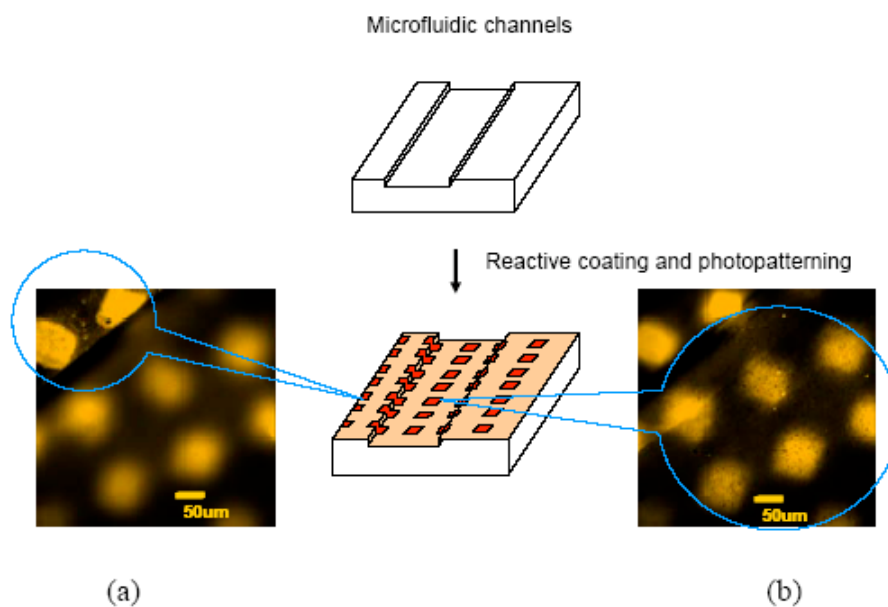 Microfluidic channels
Reactive coating and photopatterning
50um
50um
(a)
(b)